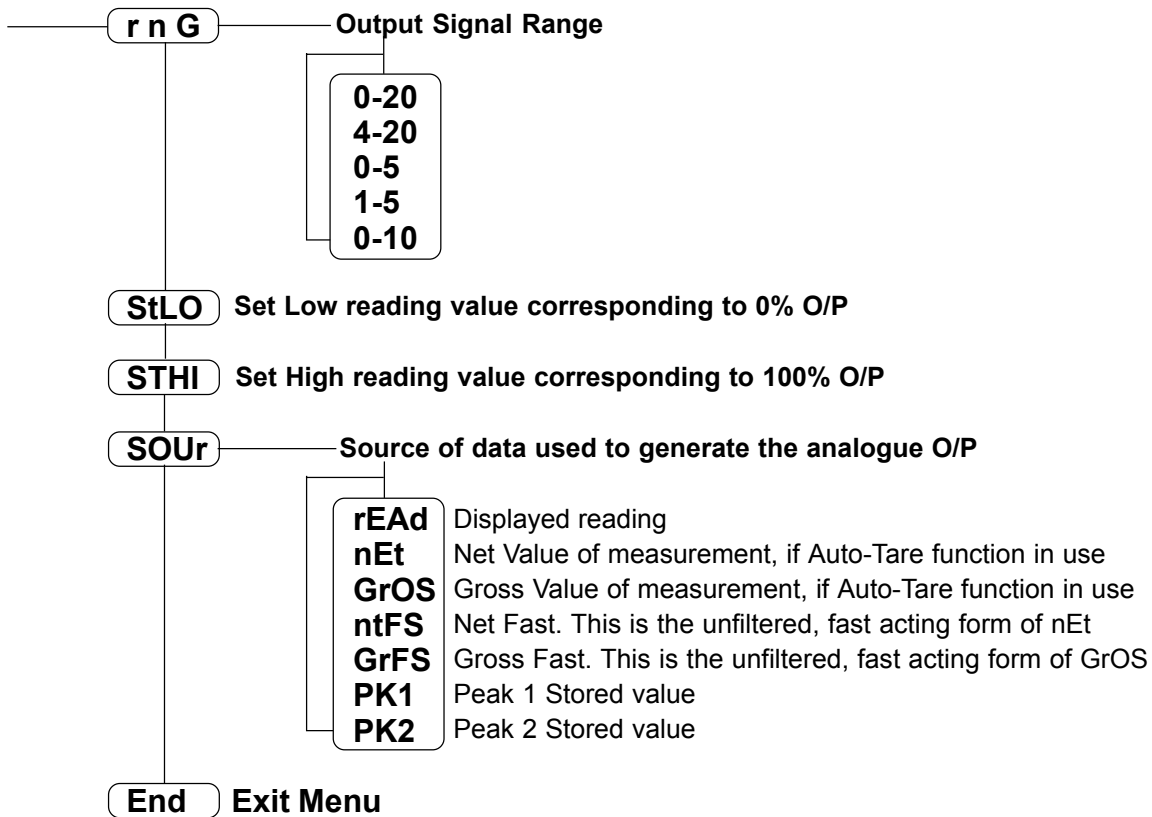 r n G Output Signal Range
0-20
4-20
0-5
1-5
0-10
StLO Set Low reading value corresponding to 0% O/P
STHI Set High reading value corresponding to 100% O/P
SOUr Source of data used to generate the analogue O/P
rEAd Displayed reading
nEt Net Value of measurement, if Auto-Tare function in use
GrOS Gross Value of measurement, if Auto-Tare function in use
ntFS Net Fast. This is the unfiltered, fast acting form of nEt
GrFS Gross Fast. This is the unfiltered, fast acting form of GrOS
PK1 Peak 1 Stored value
PK2 Peak 2 Stored value
End Exit Menu